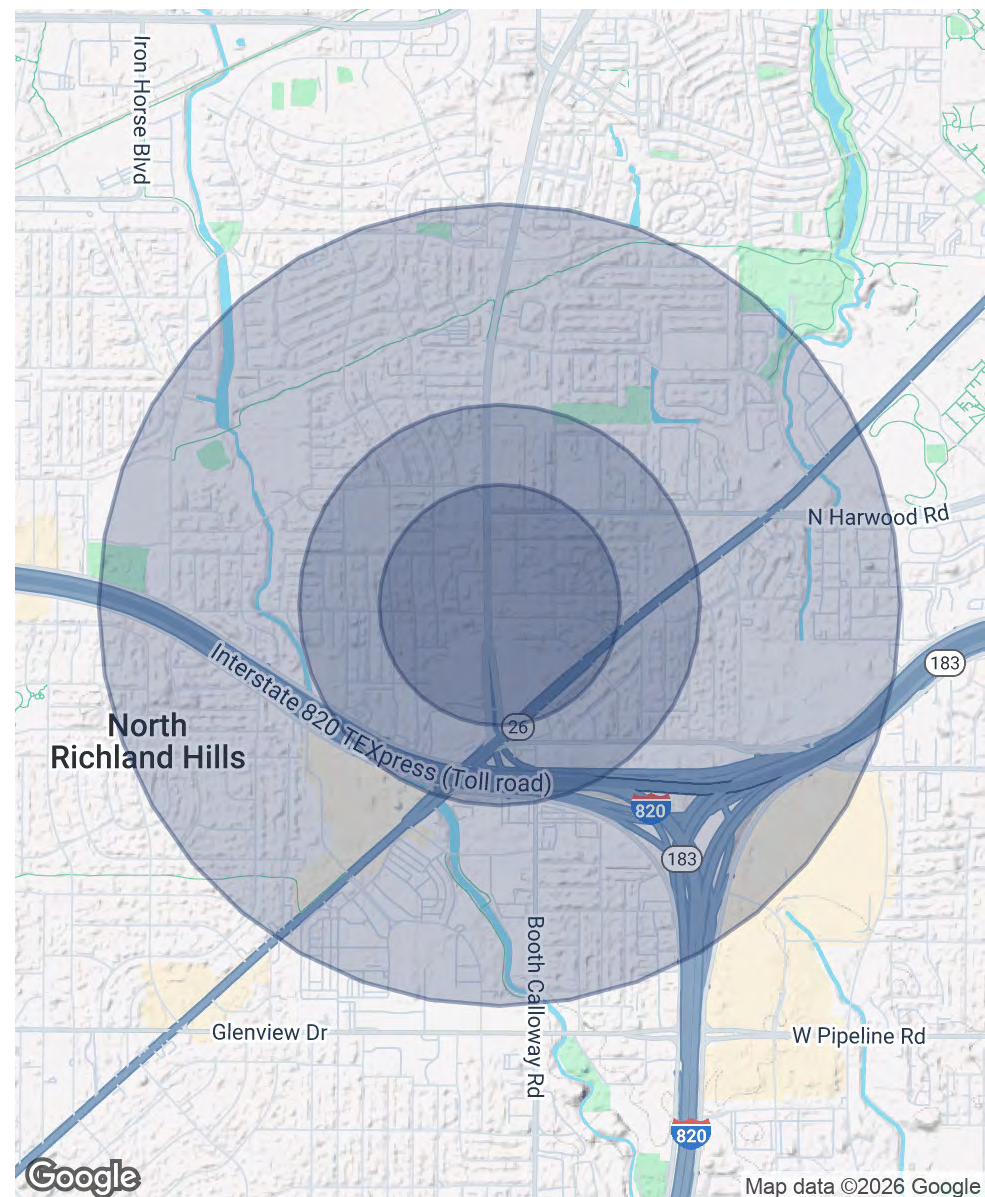 Iron Horse Blvd
N Harwood Rd
183
Interstate 820 TEXpress (Toll road)
North
Richland Hills
26
820
183
Booth Calloway Rd
Glenview Dr
W Pipeline Rd
820
Google
Map data ©2026 Google